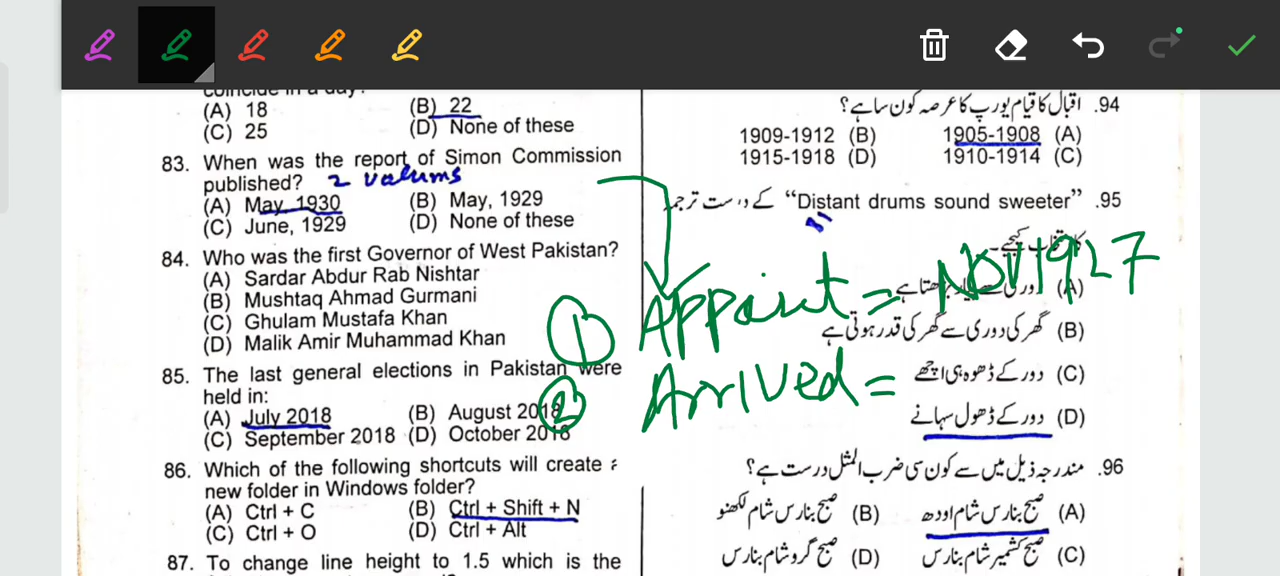 (A) 18
(B) 22
(C) 25
(D) None of these
83. When was the report of Simon Commission
published? 2 valums
(A) May, 1930
(B) May, 1929
(C) June, 1929
(D) None of these
84. Who was the first Governor of West Pakistan?
(A) Sardar Abdur Rab Nishtar
(B) Mushtaq Ahmad Gurmani
(C) Ghulam Mustafa Khan
(D) Malik Amir Muhammad Khan
85. The last general elections in Pakistan were
held in:
(A) July 2018
(B) August 2018
(C) September 2018
(D) October 2018
86. Which of the following shortcuts will create a
new folder in Windows folder?
(A) Ctrl + C
(B) Ctrl + Shift + N
(C) Ctrl + O
(D) Ctrl + Alt
87. To change line height to 1.5 which is the
94. اقبال کا قیام یورپ کا عرصہ کون سا ہے؟
(A) 1905-1908
(B) 1909-1912
(C) 1910-1914
(D) 1915-1918
95. "Distant drums sound sweeter" کے درست ترجمہ
کا انتخاب کیجیے۔
(A)
(B) گھر کی دوری سے گھر کی قدر ہوتی ہے
(C) دور کے ڈھو وہ ہی اچھے
(D) دور کے ڈھول سہانے
① Appoint = Nov 1927
② Arrived =
96. مندرجہ ذیل میں سے کون سی ضرب المثل درست ہے؟
(A) صبح بنارس شام اودھ
(B) صبح بنارس شام لکھنو
(C) صبح کشمیر شام بنارس
(D) صبح گرو شام بنارس